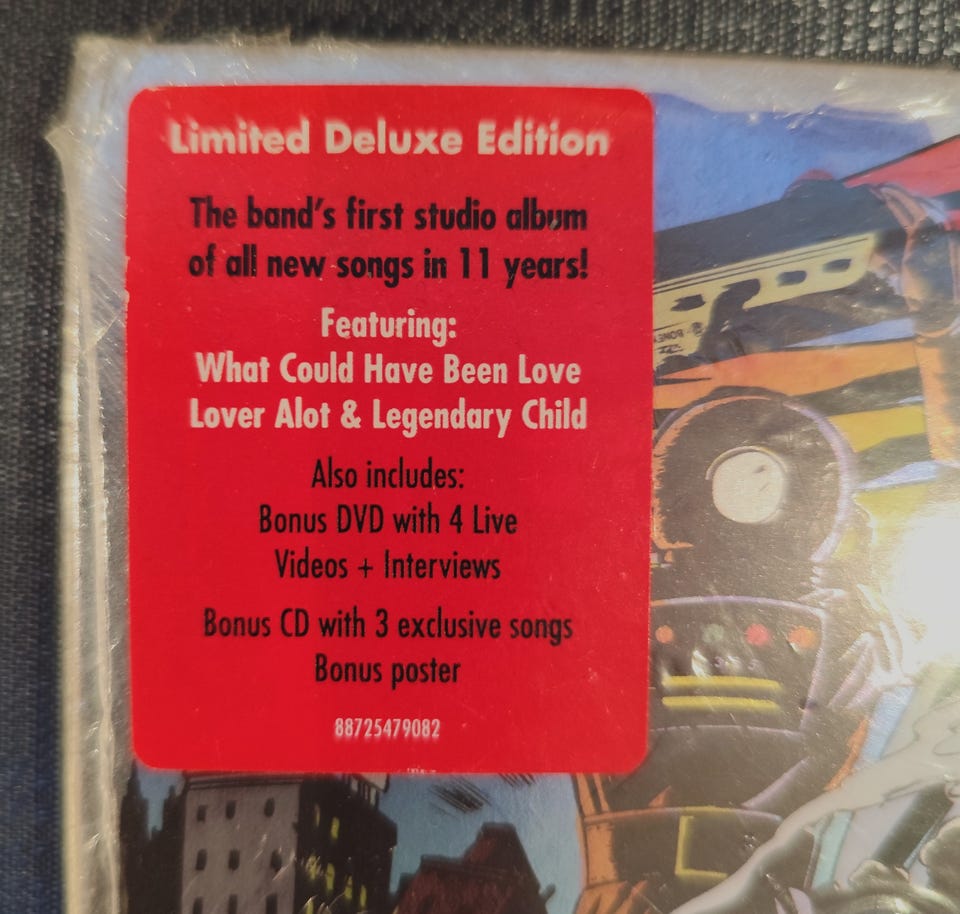 Limited Deluxe Edition
The band's first studio album
of all new songs in 11 years!
Featuring:
What Could Have Been Love
Lover Alot & Legendary Child
Also includes:
Bonus DVD with 4 Live
Videos + Interviews
Bonus CD with 3 exclusive songs
Bonus poster
88725479082